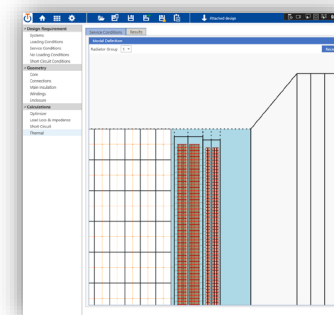 Attached design
Design Requirement
Systems
Loading Conditions
Service Conditions
No Loading Conditions
Short Circuit Conditions
Geometry
Core
Connections
Main Insulation
Windings
Enclosure
Calculations
Optimize
Load Loss & Impedance
Short Circuit
Thermal
Service Conditions
Results
Model Definition
Radiator Group